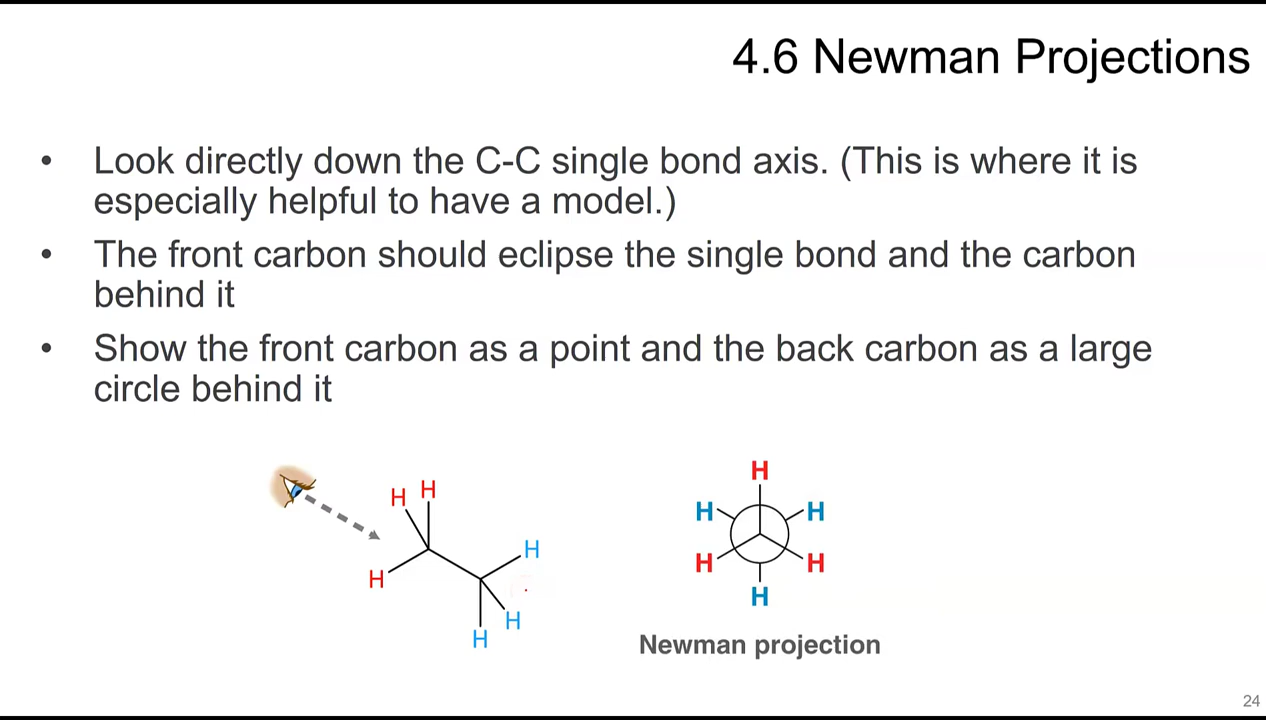 4.6 Newman Projections
• Look directly down the C-C single bond axis. (This is where it is
especially helpful to have a model.)
• The front carbon should eclipse the single bond and the carbon
behind it
• Show the front carbon as a point and the back carbon as a large
circle behind it
H H
H
H
H
H
H
H
H H
H H
H
Newman projection
24